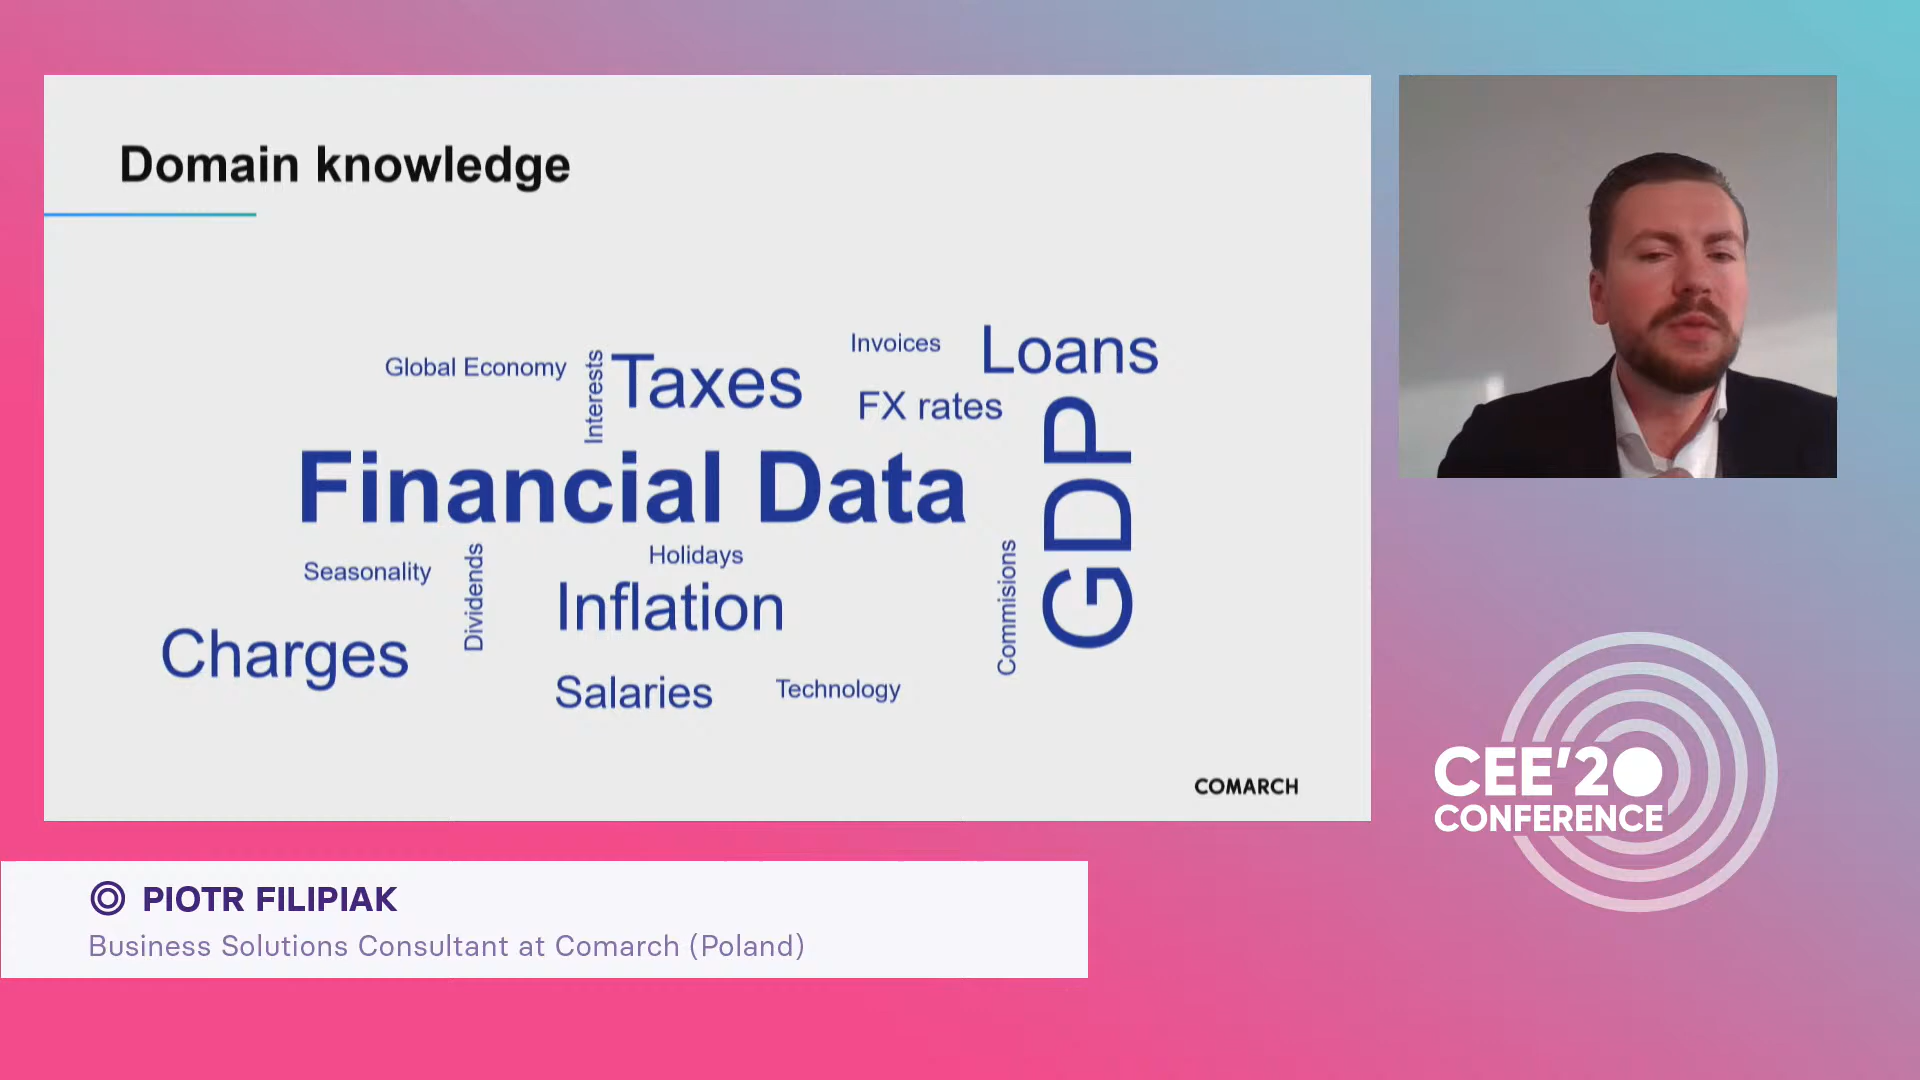 Domain knowledge
Global Economy
Interests
Taxes
Invoices
Loans
FX rates
Financial Data
GDP
Seasonality
Dividends
Holidays
Inflation
Commisions
Charges
Salaries
Technology
COMARCH
CEE'20
CONFERENCE
PIOTR FILIPIAK
Business Solutions Consultant at Comarch (Poland)